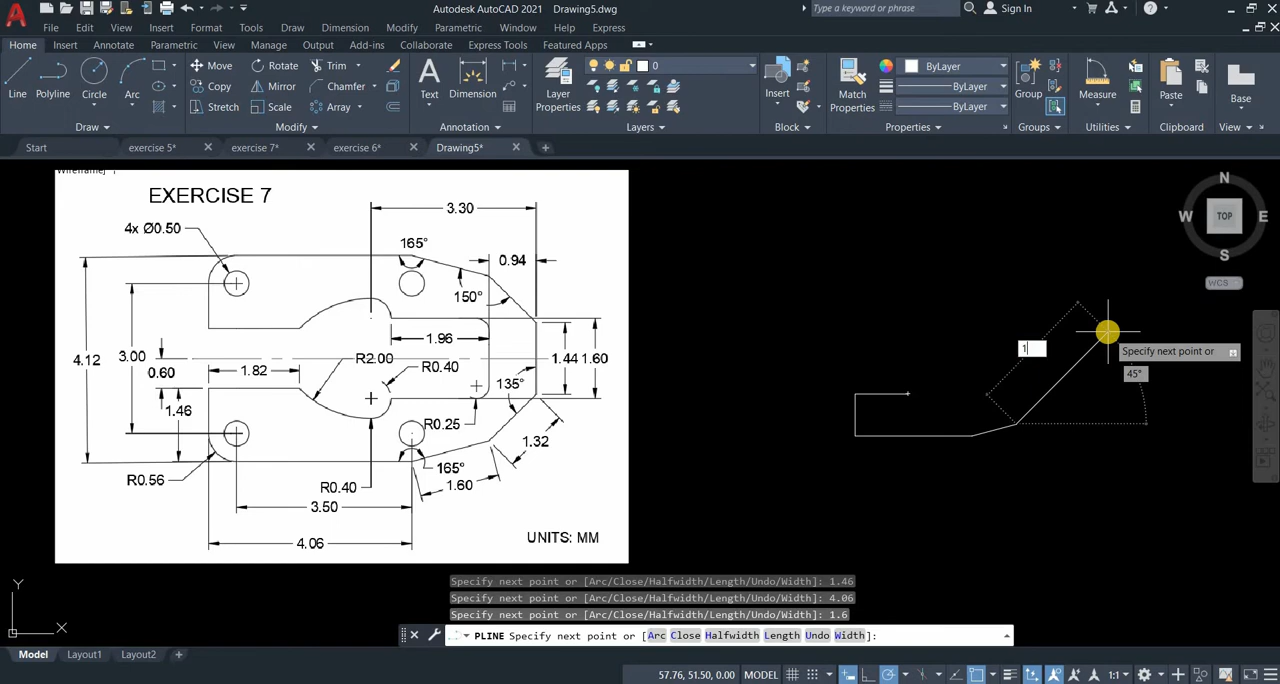 Autodesk AutoCAD 2021 Drawing5.dwg
Type a keyword or phrase
Sign In
File Edit View Insert Format Tools Draw Dimension Modify Parametric Window Help Express
Home Insert Annotate Parametric View Manage Output Add-ins Collaborate Express Tools Featured Apps
Line Polyline Circle Arc
Draw
Move Rotate Trim
Copy Mirror Chamfer
Stretch Scale Array
Modify
Text Dimension
Annotation
Layer
Properties
0
Layers
Insert
Block
Match
Properties
ByLayer
ByLayer
ByLayer
Properties
Group
Groups
Measure
Utilities
Paste
Clipboard
Base
View
Start exercise 5* exercise 7* exercise 6* Drawing5*
Wireframe]
EXERCISE 7
4x Ø0.50
3.30
165°
0.94
150°
4.12
3.00
0.60
1.82
1.46
R2.00
1.96
R0.40
1.44
1.60
135°
R0.25
1.32
R0.56
R0.40
165°
1.60
3.50
4.06
UNITS: MM
N
W TOP E
S
WCS
1
Specify next point or
45°
Y
X
Specify next point or [Arc/Close/Halfwidth/Length/Undo/Width]: 1.46
Specify next point or [Arc/Close/Halfwidth/Length/Undo/Width]: 4.06
Specify next point or [Arc/Close/Halfwidth/Length/Undo/Width]: 1.6
PLINE Specify next point or [Arc Close Halfwidth Length Undo Width]:
Model Layout1 Layout2
57.76, 51.50, 0.00 MODEL 1:1